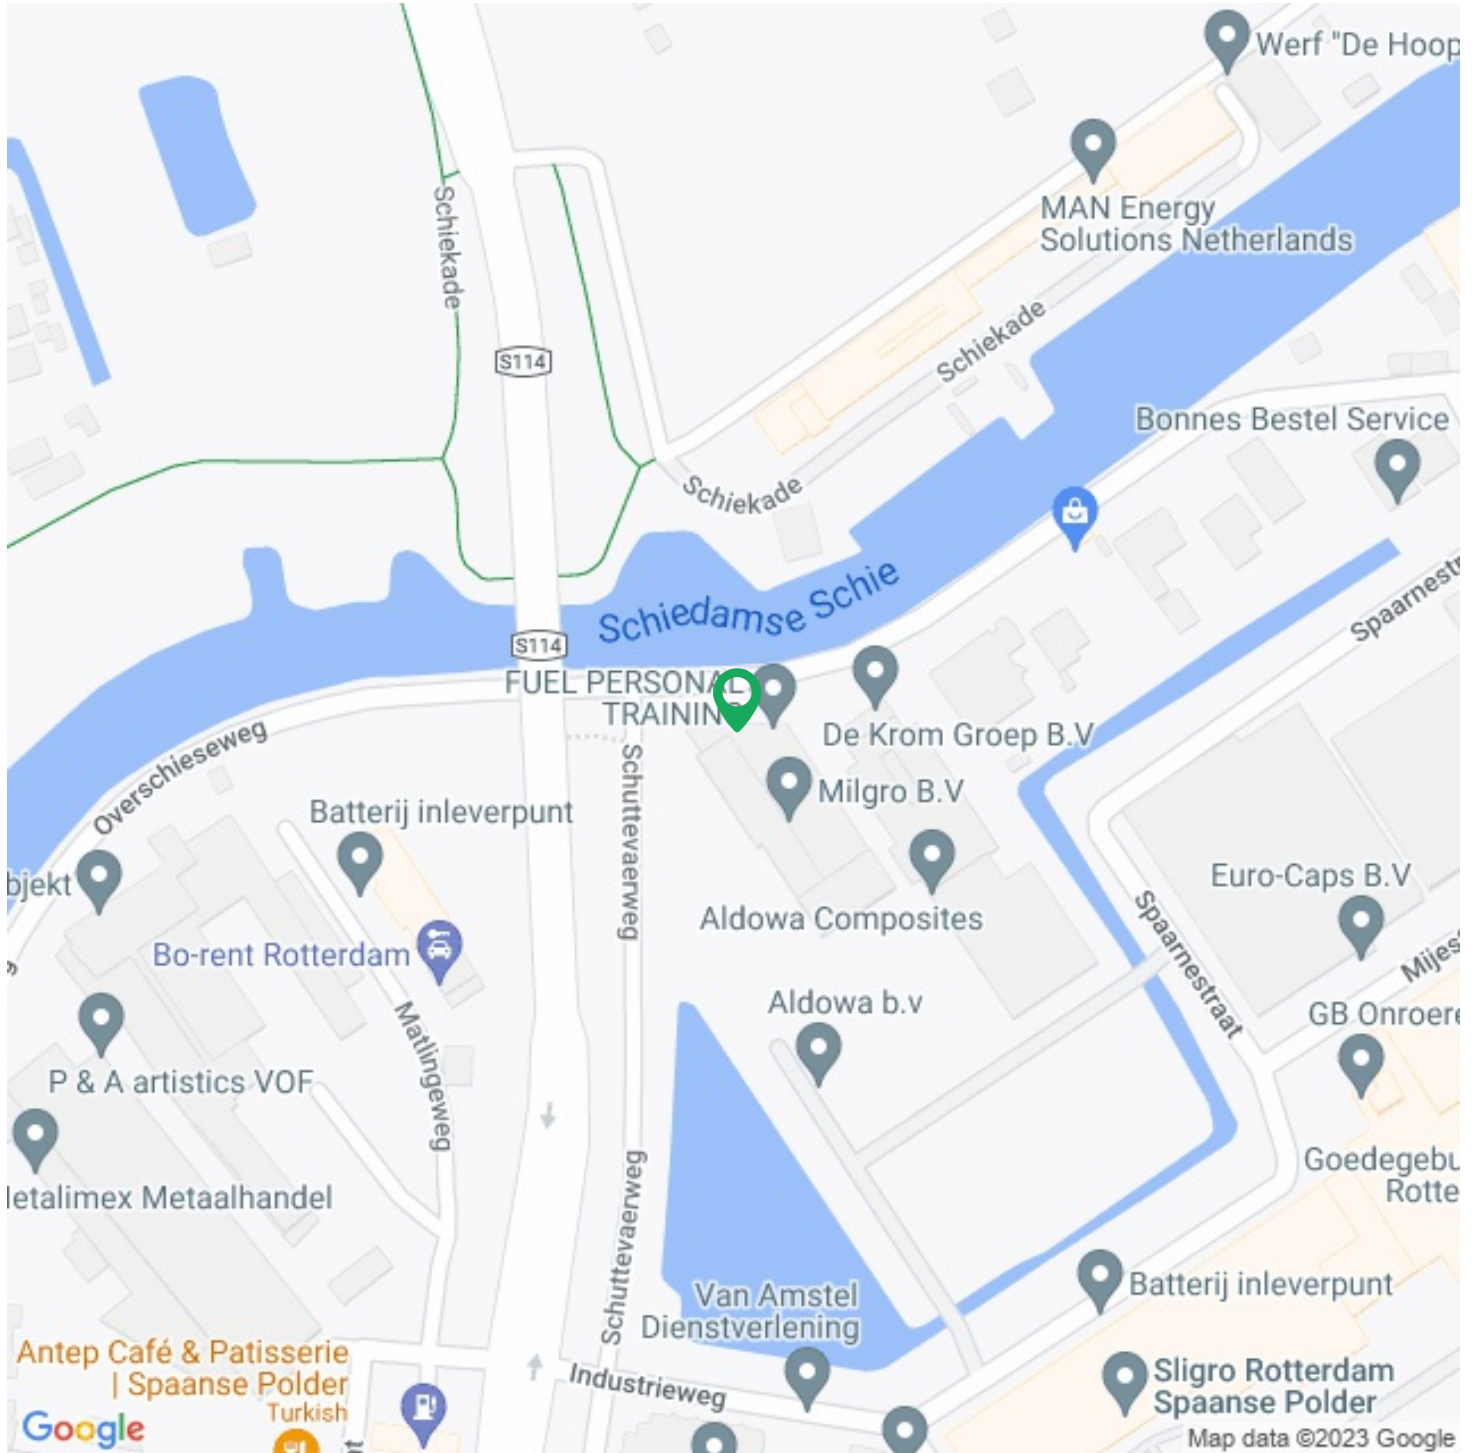 Werf "De Hoop
MAN Energy
Solutions Netherlands
Schiekade
S114
Schiekade
Bonnes Bestel Service
Schiekade
Schiedamse Schie
Spaarnestr
S114
FUEL PERSONAL
TRAINING
De Krom Groep B.V
Overschieseweg
Schuttevaerweg
Milgro B.V
Batterij inleverpunt
bjekt
Euro-Caps B.V
Aldowa Composites
Spaarnestraat
Bo-rent Rotterdam
Mijes
Aldowa b.v
GB Onroere
Matlingeweg
P & A artistics VOF
Schuttevaerweg
Goedegebu
Rotte
letalimex Metaalhandel
Batterij inleverpunt
Van Amstel
Dienstverlening
Antep Café & Patisserie
| Spaanse Polder
Turkish
Industrieweg
Sligro Rotterdam
Spaanse Polder
Google
Map data ©2023 Google